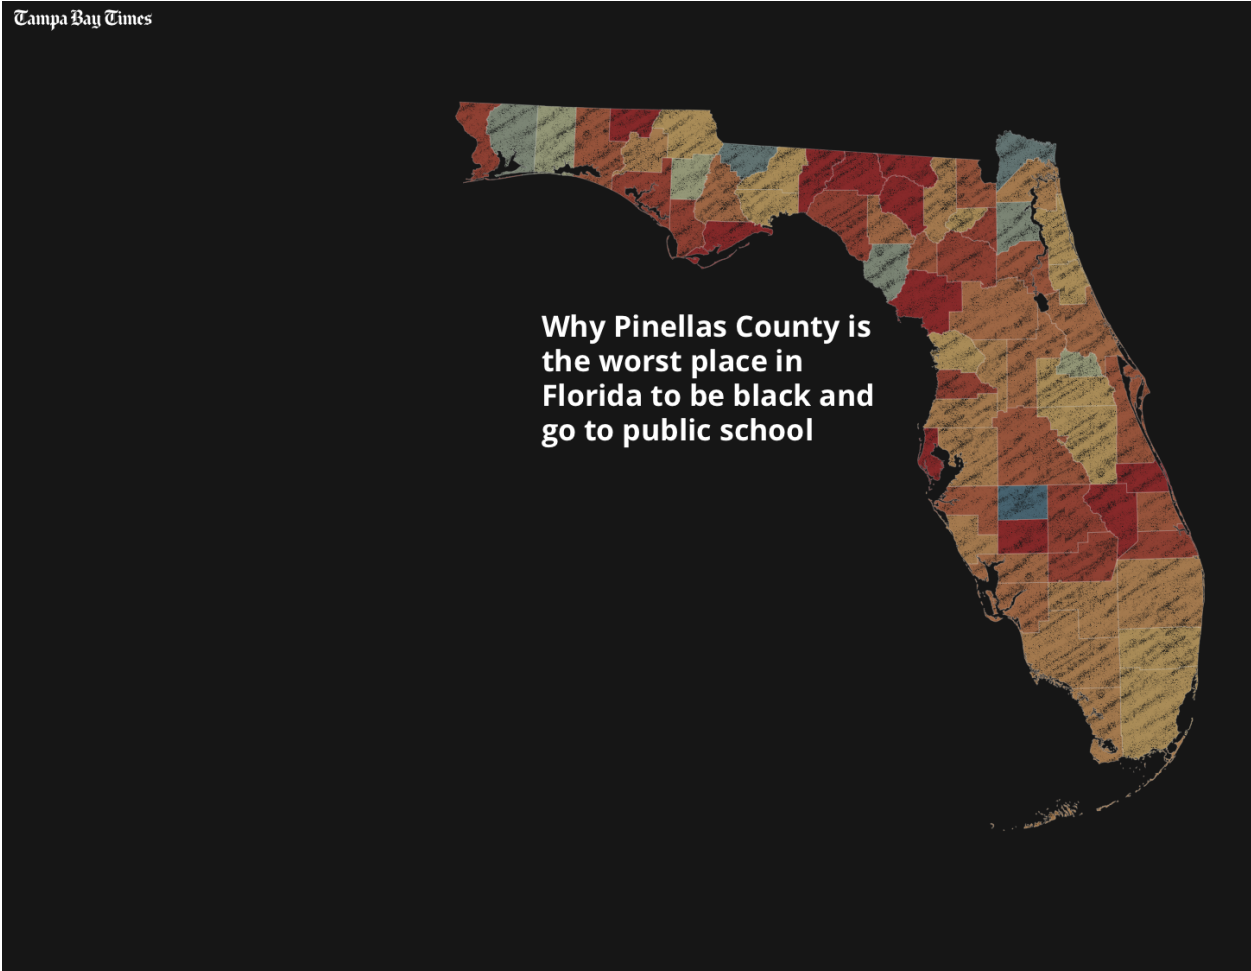 Tampa Bay Times
Why Pinellas County is
the worst place in
Florida to be black and
go to public school